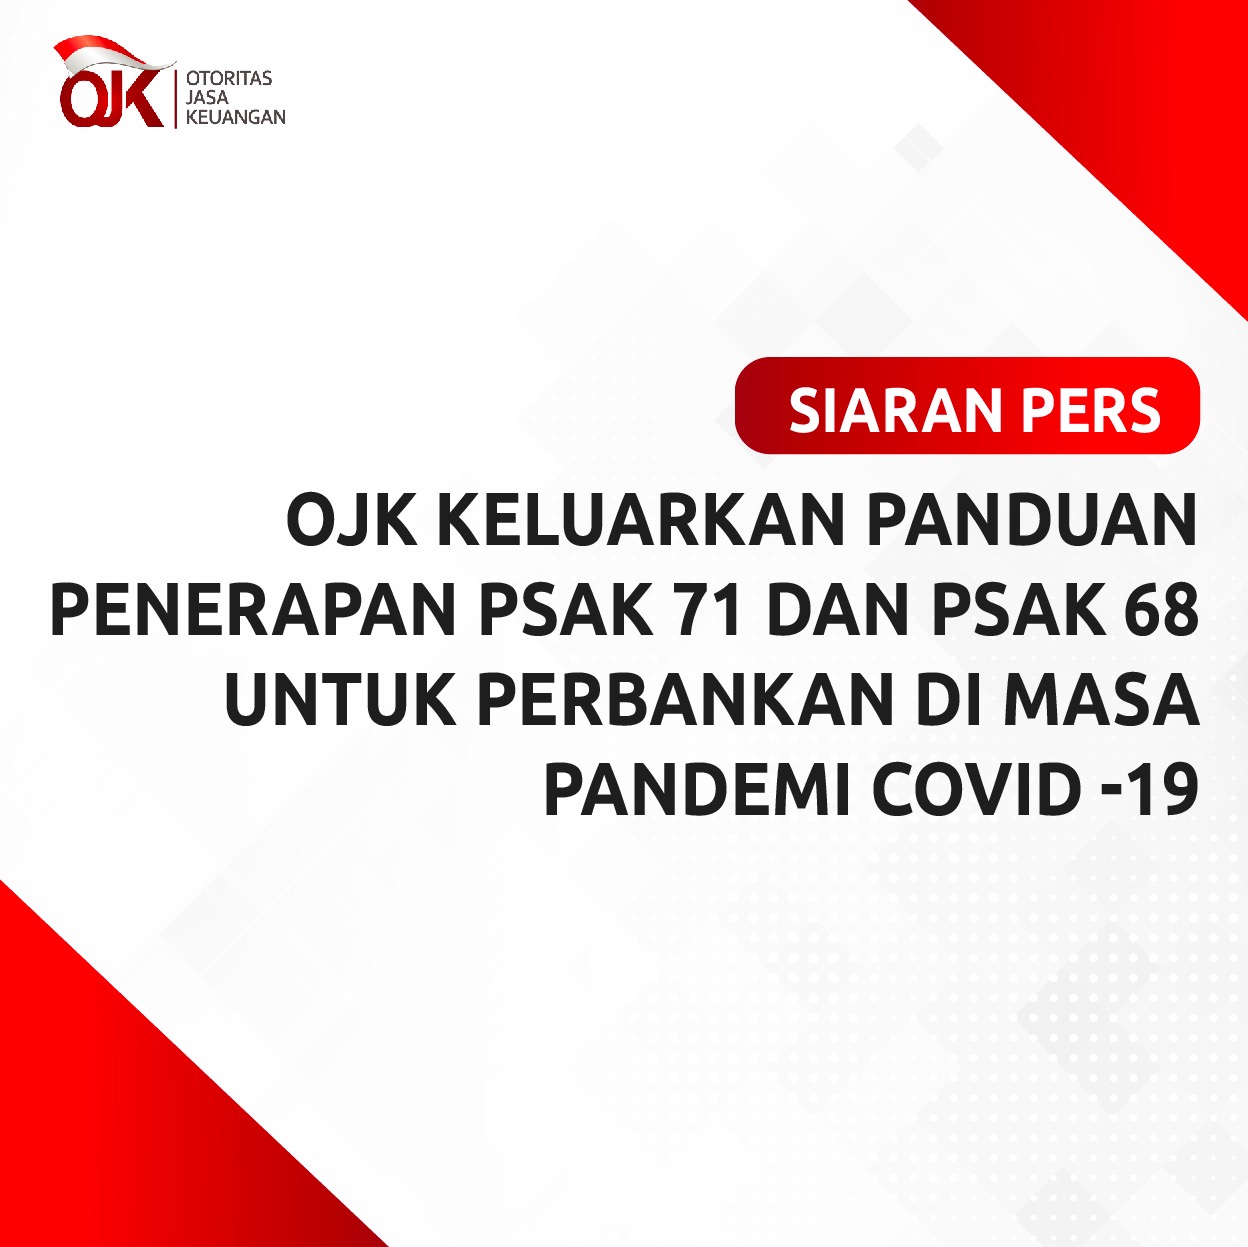 OJK
OTORITAS
JASA
KEUANGAN
SIARAN PERS
OJK KELUARKAN PANDUAN
PENERAPAN PSAK 71 DAN PSAK 68
UNTUK PERBANKAN DI MASA
PANDEMI COVID -19